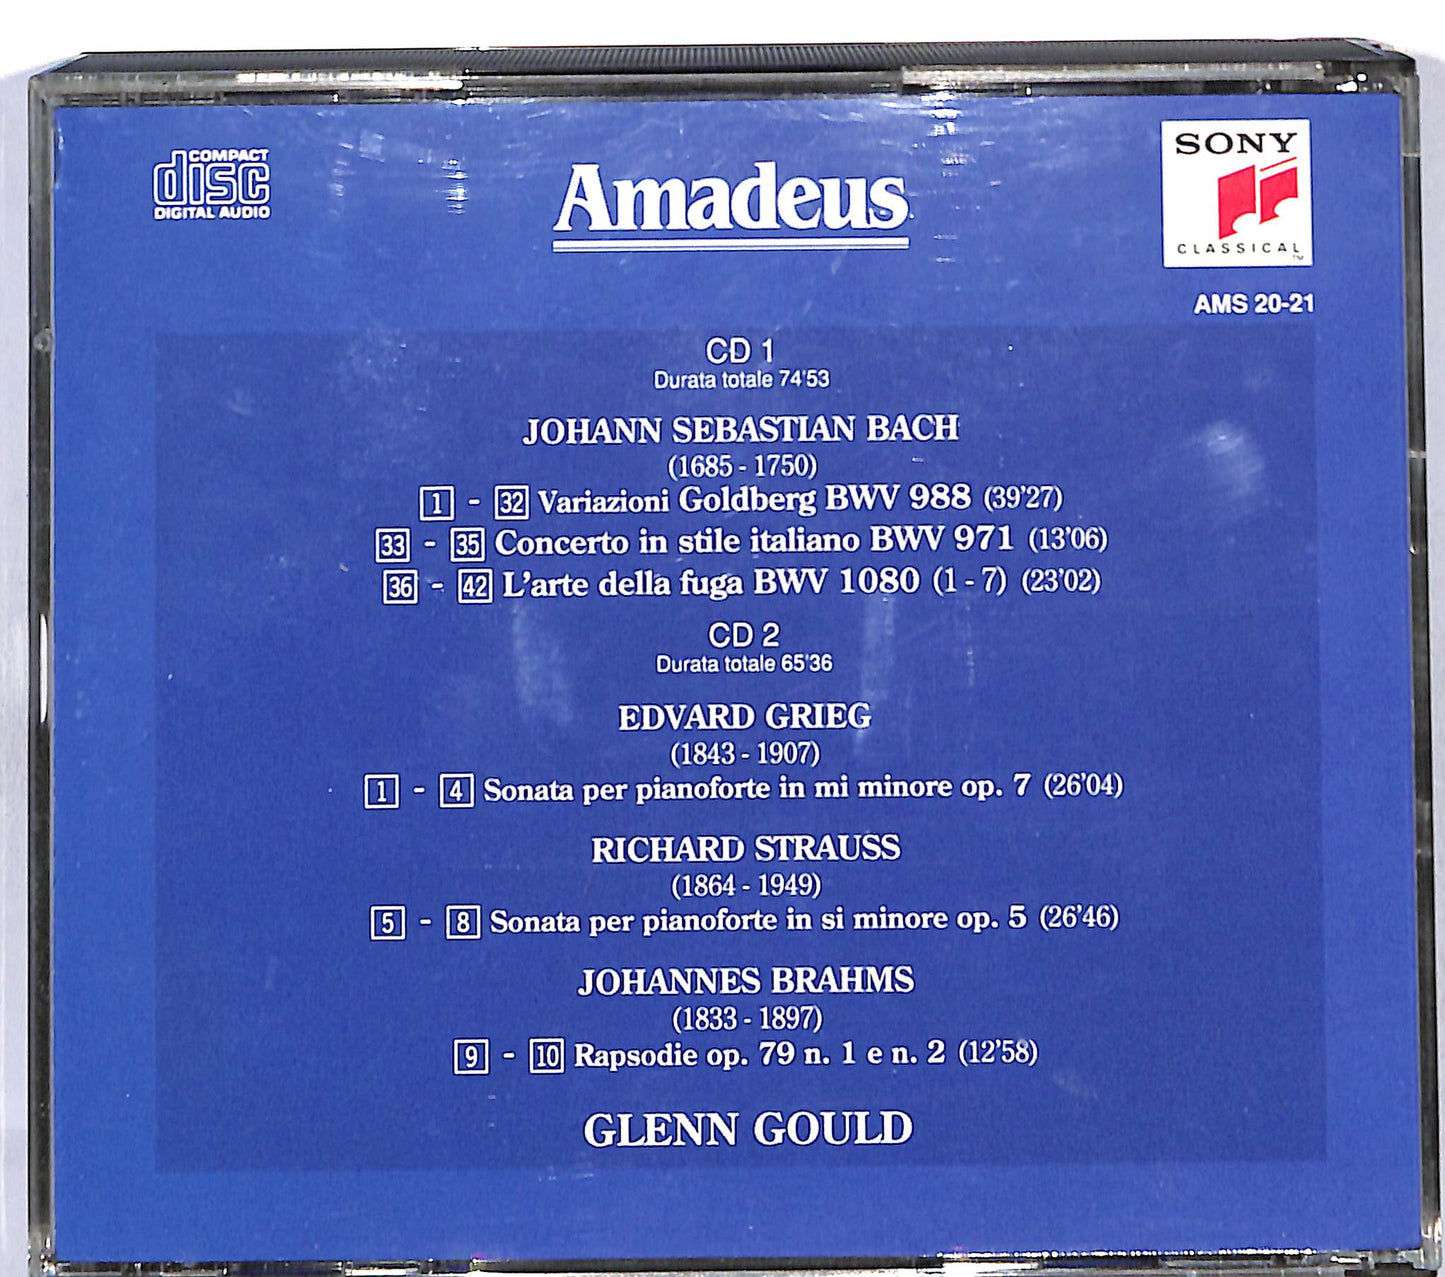 COMPACT
disc
DIGITAL AUDIO
Amadeus
SONY
CLASSICAL
TM
AMS 20-21
CD 1
Durata totale 74'53
JOHANN SEBASTIAN BACH
(1685 - 1750)
1 - 32 Variazioni Goldberg BWV 988 (39'27)
33 - 35 Concerto in stile italiano BWV 971 (13'06)
36 - 42 L'arte della fuga BWV 1080 (1 - 7) (23'02)
CD 2
Durata totale 65'36
EDVARD GRIEG
(1843 - 1907)
1 - 4 Sonata per pianoforte in mi minore op. 7 (26'04)
RICHARD STRAUSS
(1864 - 1949)
5 - 8 Sonata per pianoforte in si minore op. 5 (26'46)
JOHANNES BRAHMS
(1833 - 1897)
9 - 10 Rapsodie op. 79 n. 1 e n. 2 (12'58)
GLENN GOULD